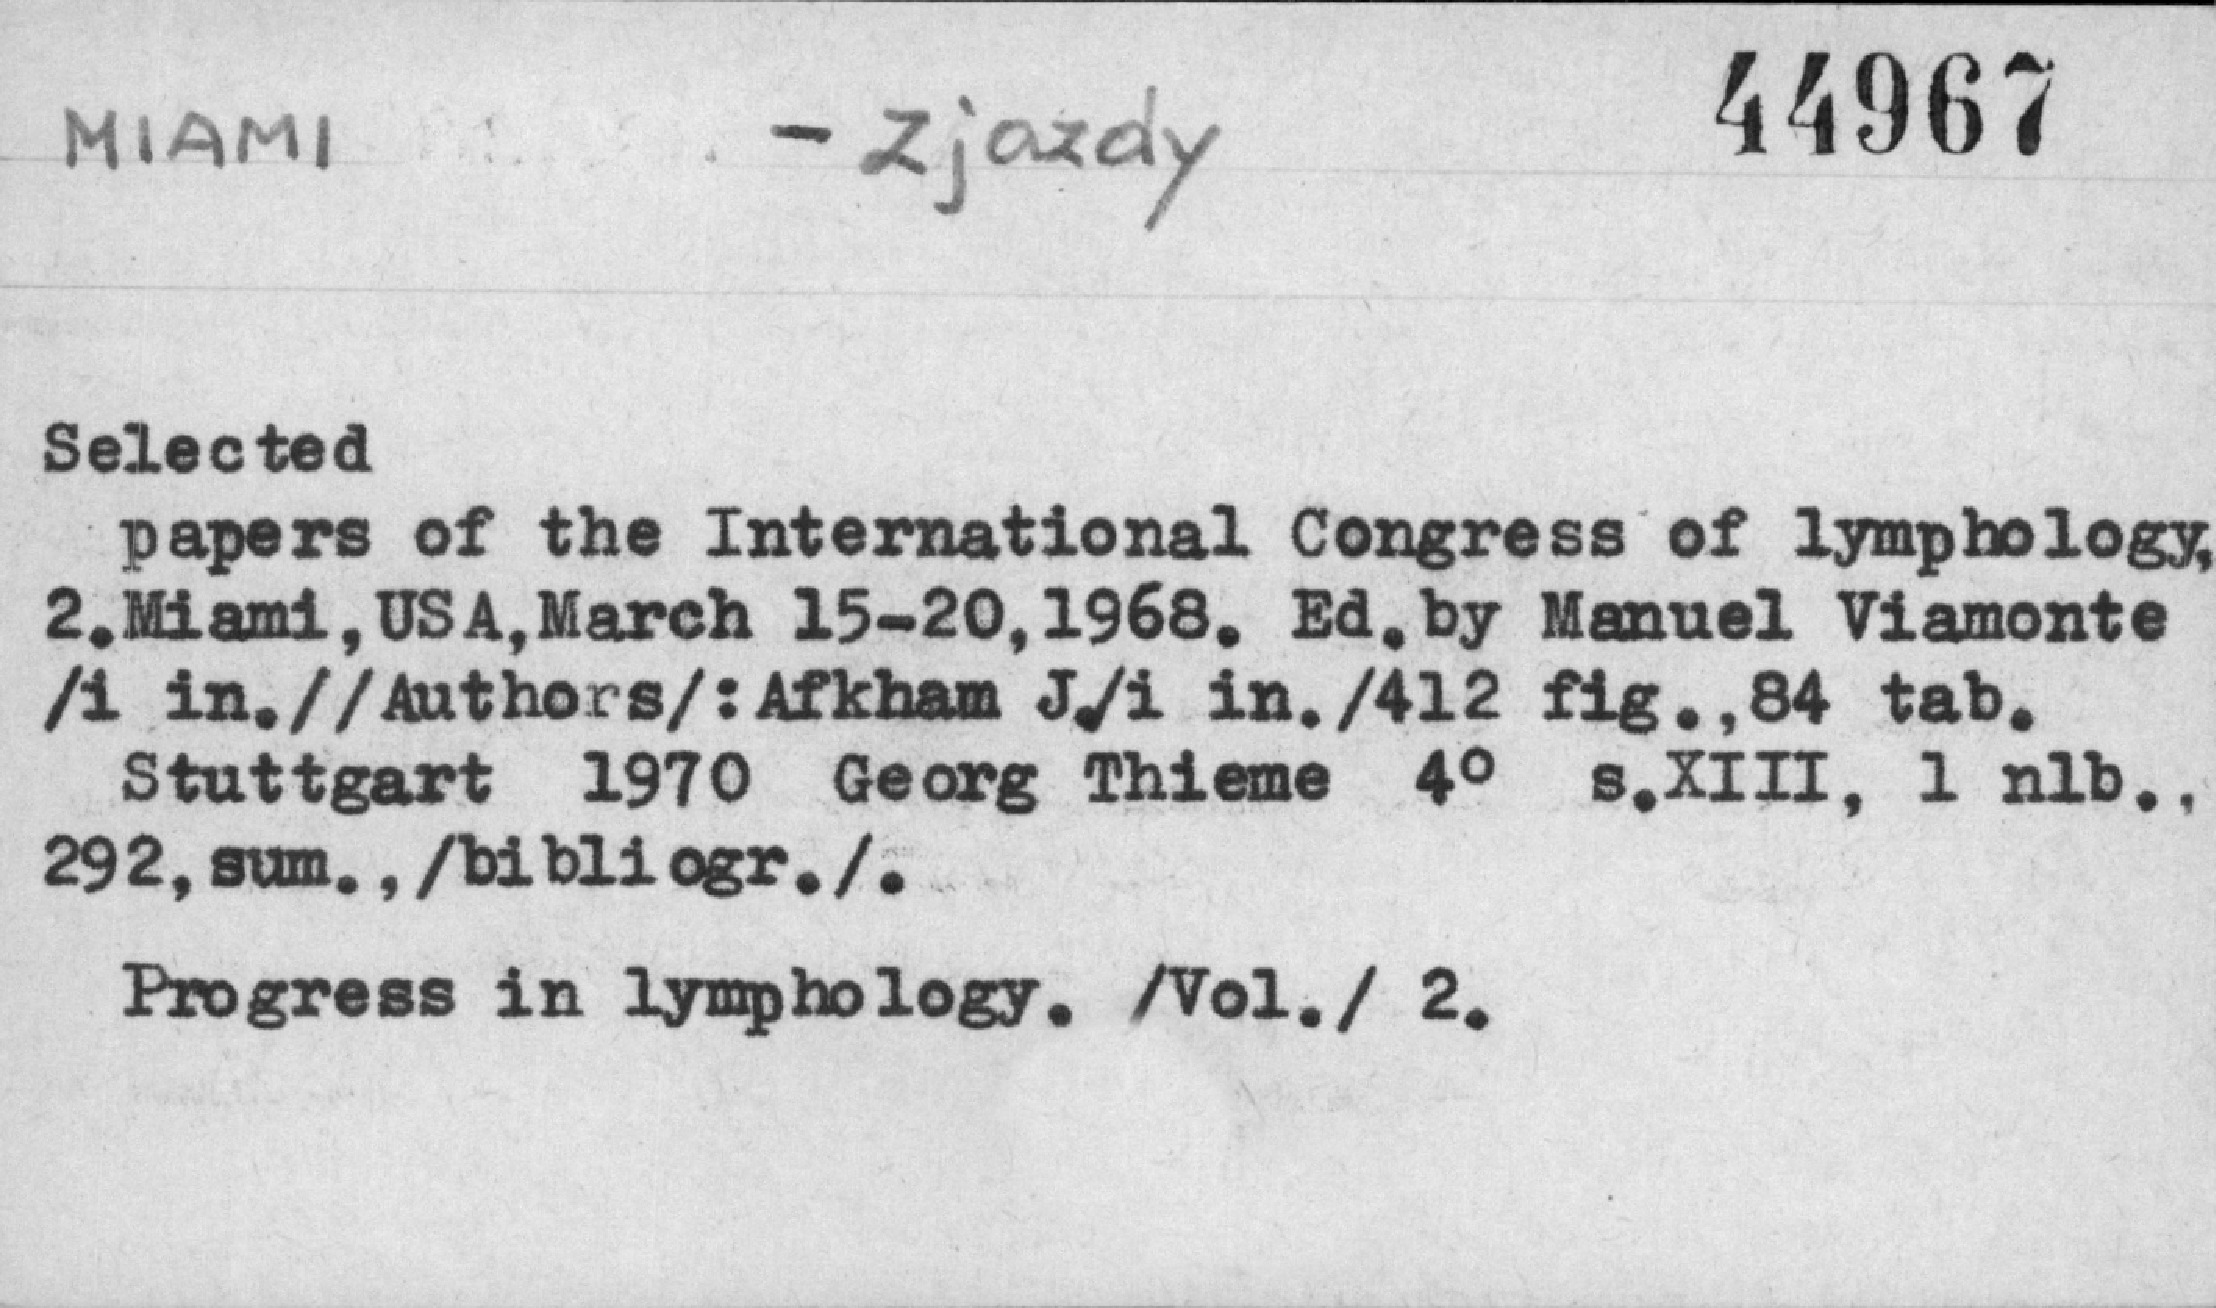 MIAMI - Zjazdy 44967
Selected
papers of the International Congress of lymphology,
2.Miami,USA,March 15-20,1968. Ed.by Manuel Viamonte
/i in.//Authors/:Afkham J./i in./412 fig.,84 tab.
Stuttgart 1970 Georg Thieme 4° s.XIII, 1 nlb.,
292,sum.,/bibliogr./.
Progress in lymphology. /Vol./ 2.